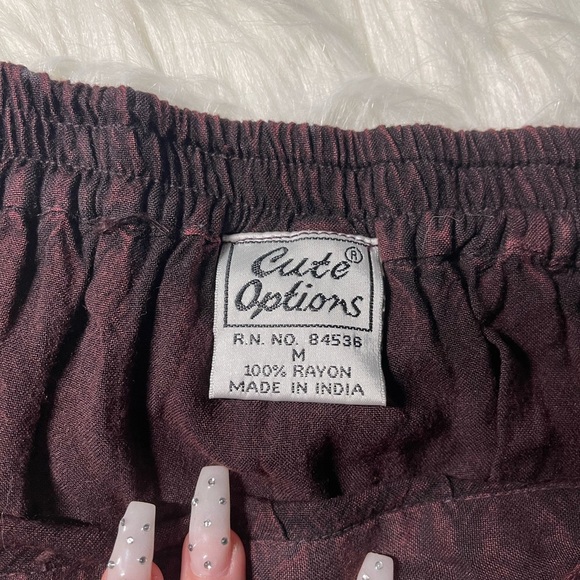 Cute®
Options
R.N. NO. 84536
M
100% RAYON
MADE IN INDIA